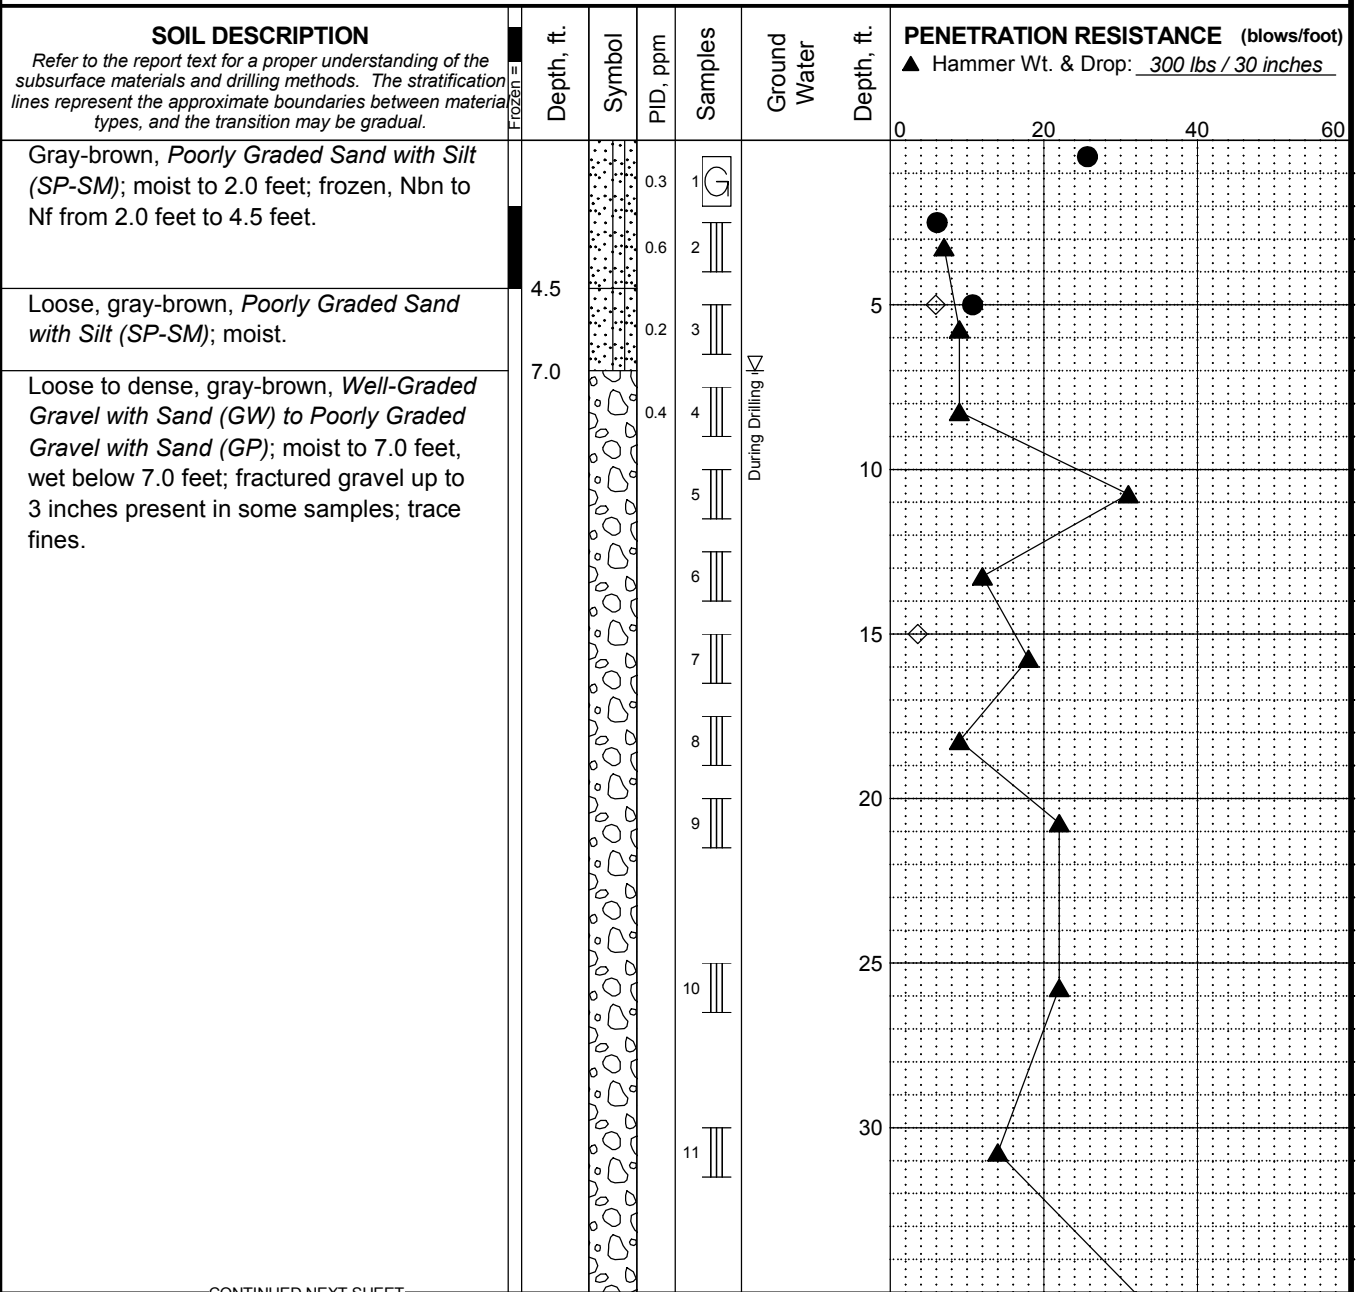 SOIL DESCRIPTION
Refer to the report text for a proper understanding of the
subsurface materials and drilling methods. The stratification
lines represent the approximate boundaries between material
types, and the transition may be gradual.
Frozen =
Depth, ft.
Symbol
PID, ppm
Samples
Ground
Water
Depth, ft.
PENETRATION RESISTANCE (blows/foot)
▲ Hammer Wt. & Drop: 300 lbs / 30 inches
0 20 40 60
Gray-brown, Poorly Graded Sand with Silt
(SP-SM); moist to 2.0 feet; frozen, Nbn to
Nf from 2.0 feet to 4.5 feet.
4.5
Loose, gray-brown, Poorly Graded Sand
with Silt (SP-SM); moist.
7.0
Loose to dense, gray-brown, Well-Graded
Gravel with Sand (GW) to Poorly Graded
Gravel with Sand (GP); moist to 7.0 feet,
wet below 7.0 feet; fractured gravel up to
3 inches present in some samples; trace
fines.
0.3
0.6
0.2
0.4
1 G
2
3
4
5
6
7
8
9
10
11
During Drilling
5
10
15
20
25
30
CONTINUED NEXT SHEET